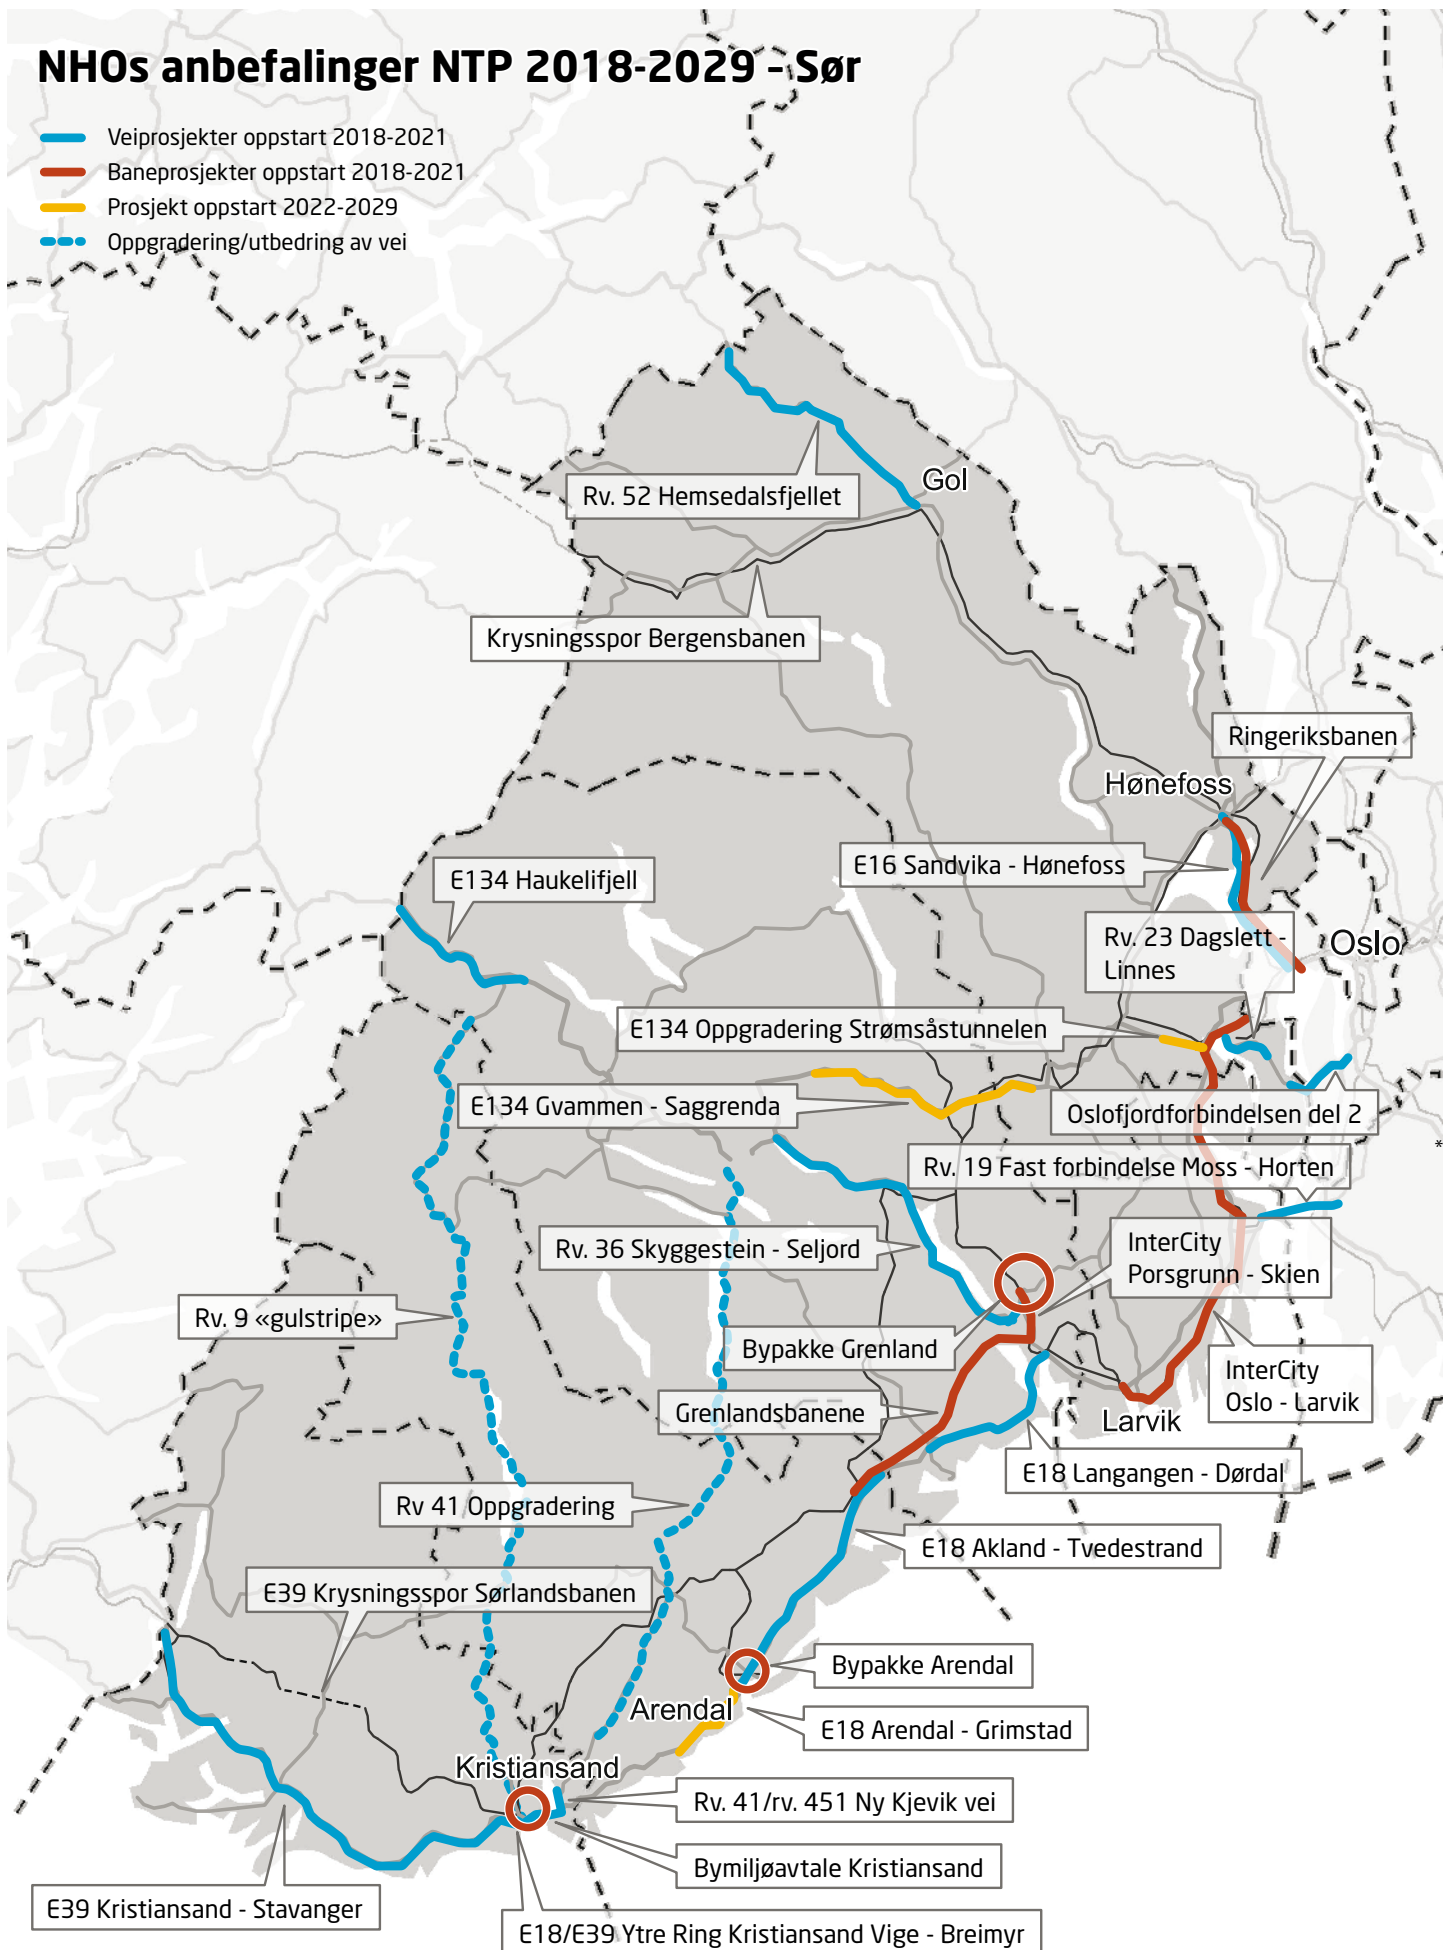 NHOs anbefalinger NTP 2018-2029 - Sør
Veiprosjekter oppstart 2018-2021
Baneprosjekter oppstart 2018-2021
Prosjekt oppstart 2022-2029
Oppgradering/utbedring av vei
Gol
Rv. 52 Hemsedalsfjellet
Krysningsspor Bergensbanen
Ringeriksbanen
Hønefoss
E16 Sandvika - Hønefoss
E134 Haukelifjell
Rv. 23 Dagslett -
Linnes
Oslo
E134 Oppgradering Strømsåstunnelen
E134 Gvammen - Saggrenda
Oslofjordforbindelsen del 2
*
Rv. 19 Fast forbindelse Moss - Horten
Rv. 36 Skyggestein - Seljord
InterCity
Porsgrunn - Skien
Rv. 9 «gulstripe»
Bypakke Grenland
InterCity
Oslo - Larvik
Grenlandsbanene
Larvik
E18 Langangen - Dørdal
Rv 41 Oppgradering
E18 Akland - Tvedestrand
E39 Krysningsspor Sørlandsbanen
Bypakke Arendal
Arendal
E18 Arendal - Grimstad
Kristiansand
Rv. 41/rv. 451 Ny Kjevik vei
Bymiljøavtale Kristiansand
E39 Kristiansand - Stavanger
E18/E39 Ytre Ring Kristiansand Vige - Breimyr